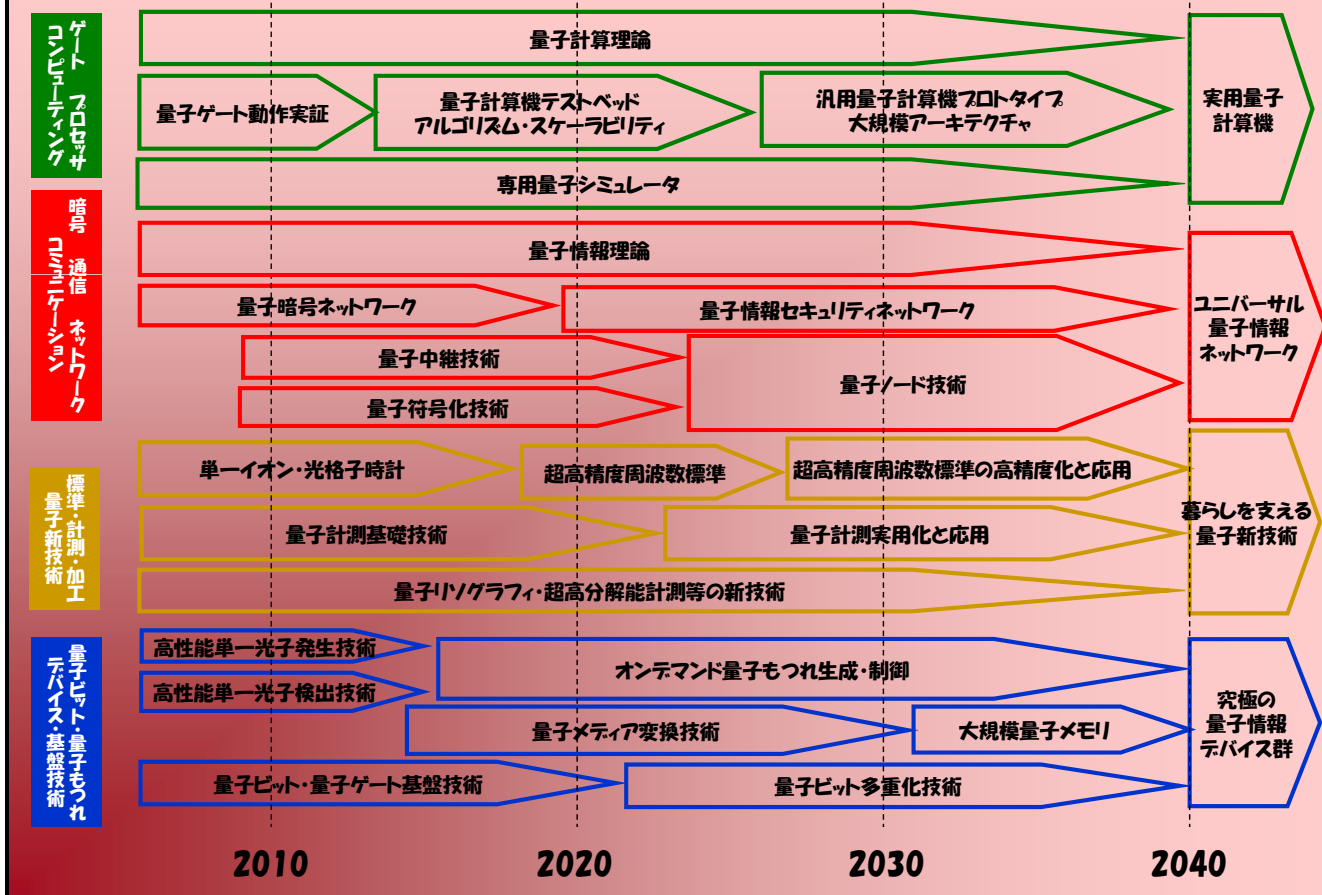 ゲート プロセッサ
コンピューティング
量子計算理論
量子ゲート動作実証
量子計算機テストベッド
アルゴリズム・スケーラビリティ
汎用量子計算機プロトタイプ
大規模アーキテクチャ
専用量子シミュレータ
実用量子
計算機
暗号 通信 ネットワーク
コミュニケーション
量子情報理論
量子暗号ネットワーク
量子情報セキュリティネットワーク
量子中継技術
量子符号化技術
量子ノード技術
ユニバーサル
量子情報
ネットワーク
標準・計測・加工
量子新技術
単一イオン・光格子時計
超高精度周波数標準
超高精度周波数標準の高精度化と応用
量子計測基礎技術
量子計測実用化と応用
量子リソグラフィ・超高分解能計測等の新技術
暮らしを支える
量子新技術
量子ビット・量子もつれ
デバイス・基盤技術
高性能単一光子発生技術
高性能単一光子検出技術
オンデマンド量子もつれ生成・制御
量子メディア変換技術
大規模量子メモリ
量子ビット・量子ゲート基盤技術
量子ビット多重化技術
究極の
量子情報
デバイス群
2010 2020 2030 2040